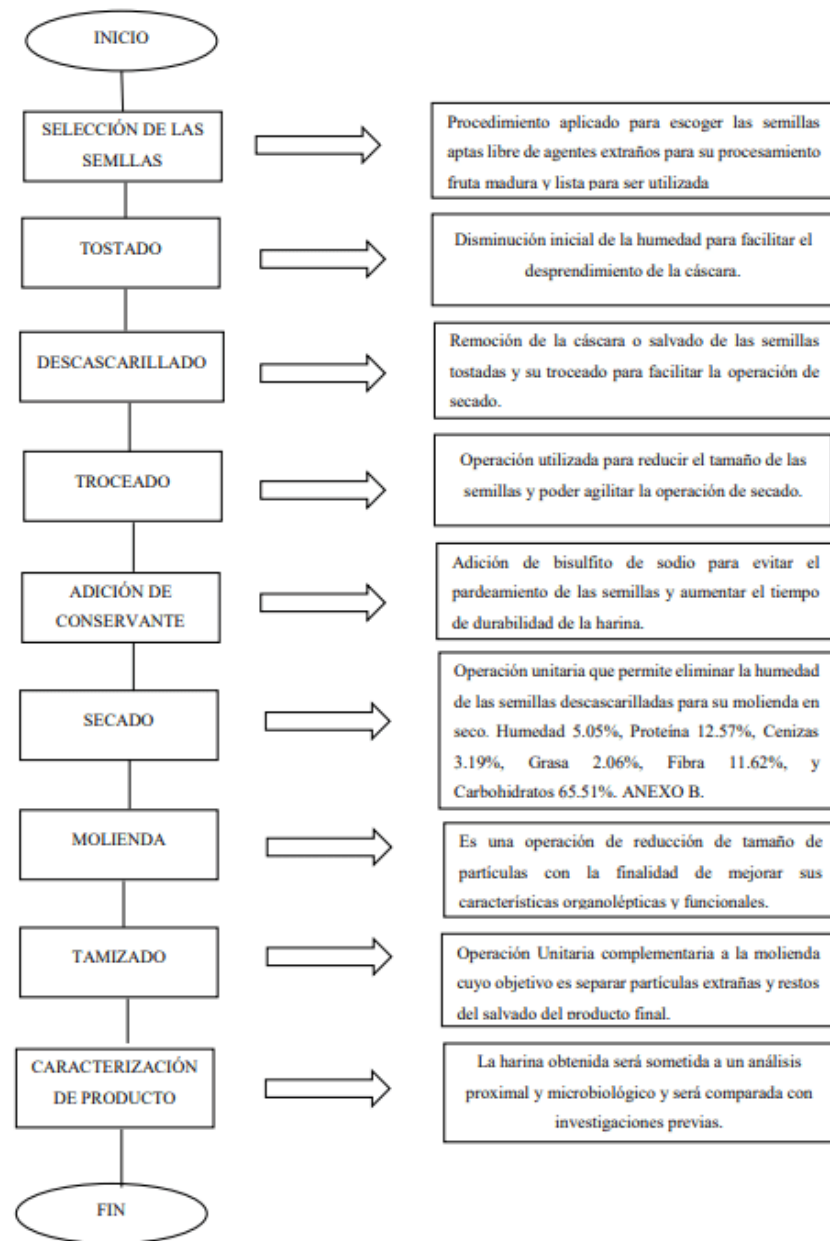 INICIO
SELECCIÓN DE LAS
SEMLLAS
Procedimiento aplicado para escoger las semillas
aptas libre de agentes extraños para su procesamiento
fruta madura y lista para ser utilizada
TOSTADO
Disminución inicial de la humedad para facilitar el
desprendimiento de la cáscara.
DESCASCARILLADO
Remoción de la cáscara o salvado de las semillas
tostadas y su troceado para facilitar la operación de
secado.
TROCEADO
Operación utilizada para reducir el tamaño de las
semillas y poder agilitar la operación de secado.
ADICIÓN DE
CONSERVANTE
Adición de bisulfito de sodio para evitar el
pardeamiento de las semillas y aumentar el tiempo
de durabilidad de la harina.
SECADO
Operación unitaria que permite eliminar la humedad
de las semillas descascarilladas para su molienda en
seco. Humedad 5.05%, Proteína 12.57%, Cenizas
3.19%, Grasa 2.06%, Fibra 11.62%, y
Carbohidratos 65.51%. ANEXO B.
MOLIENDA
Es una operación de reducción de tamaño de
partículas con la finalidad de mejorar sus
características organolépticas y funcionales.
TAMIZADO
Operación Unitaria complementaria a la molienda
cuyo objetivo es separar partículas extrañas y restos
del salvado del producto final.
CARACTERIZACIÓN
DE PRODUCTO
La harina obtenida será sometida a un análisis
proximal y microbiológico y será comparada con
investigaciones previas.
FIN